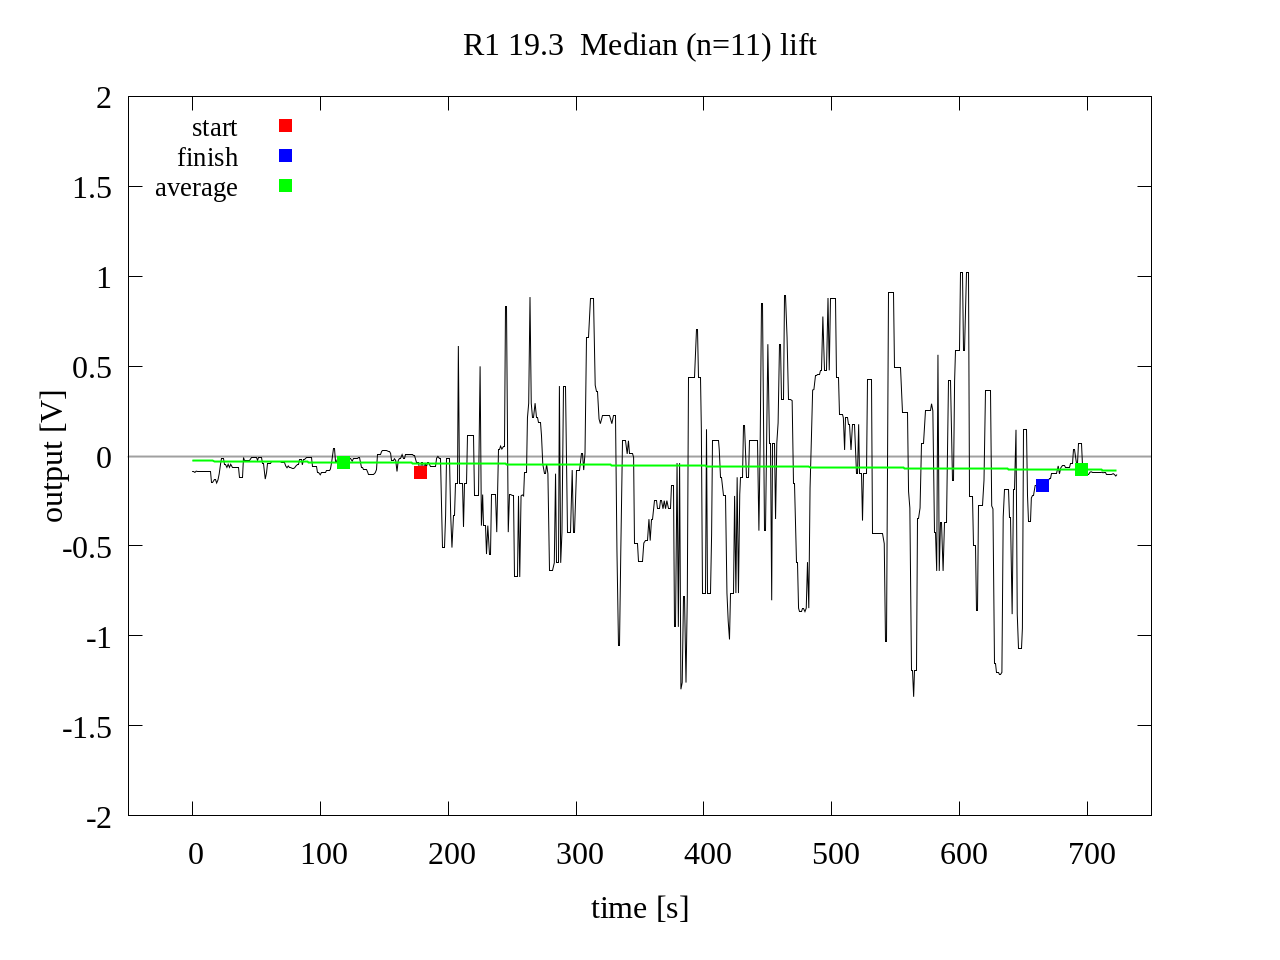 R1 19.3  Median (n=11) lift
start
finish
average
2
1.5
1
0.5
0
-0.5
-1
-1.5
-2
output [V]
0 100 200 300 400 500 600 700
time [s]